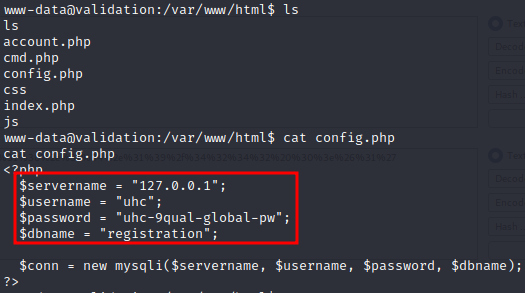 www-data@validation:/var/www/html$ ls
ls
account.php
cmd.php
config.php
css
index.php
js
www-data@validation:/var/www/html$ cat config.php
cat config.php
<?php
$servername = "127.0.0.1";
$username = "uhc";
$password = "uhc-9qual-global-pw";
$dbname = "registration";
$conn = new mysqli($servername, $username, $password, $dbname);
?>